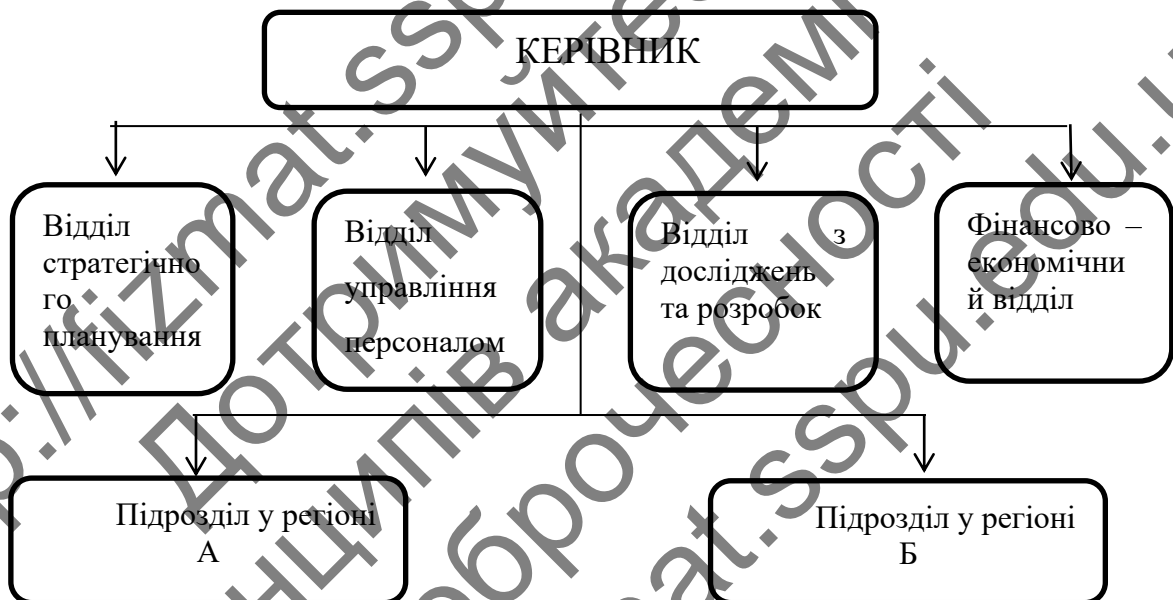 КЕРІВНИК
Відділ
стратегічно
го
планування
Відділ
управління
персоналом
Відділ з
досліджень
та розробок
Фінансово –
економічни
й відділ
Підрозділ у регіоні
А
Підрозділ у регіоні
Б